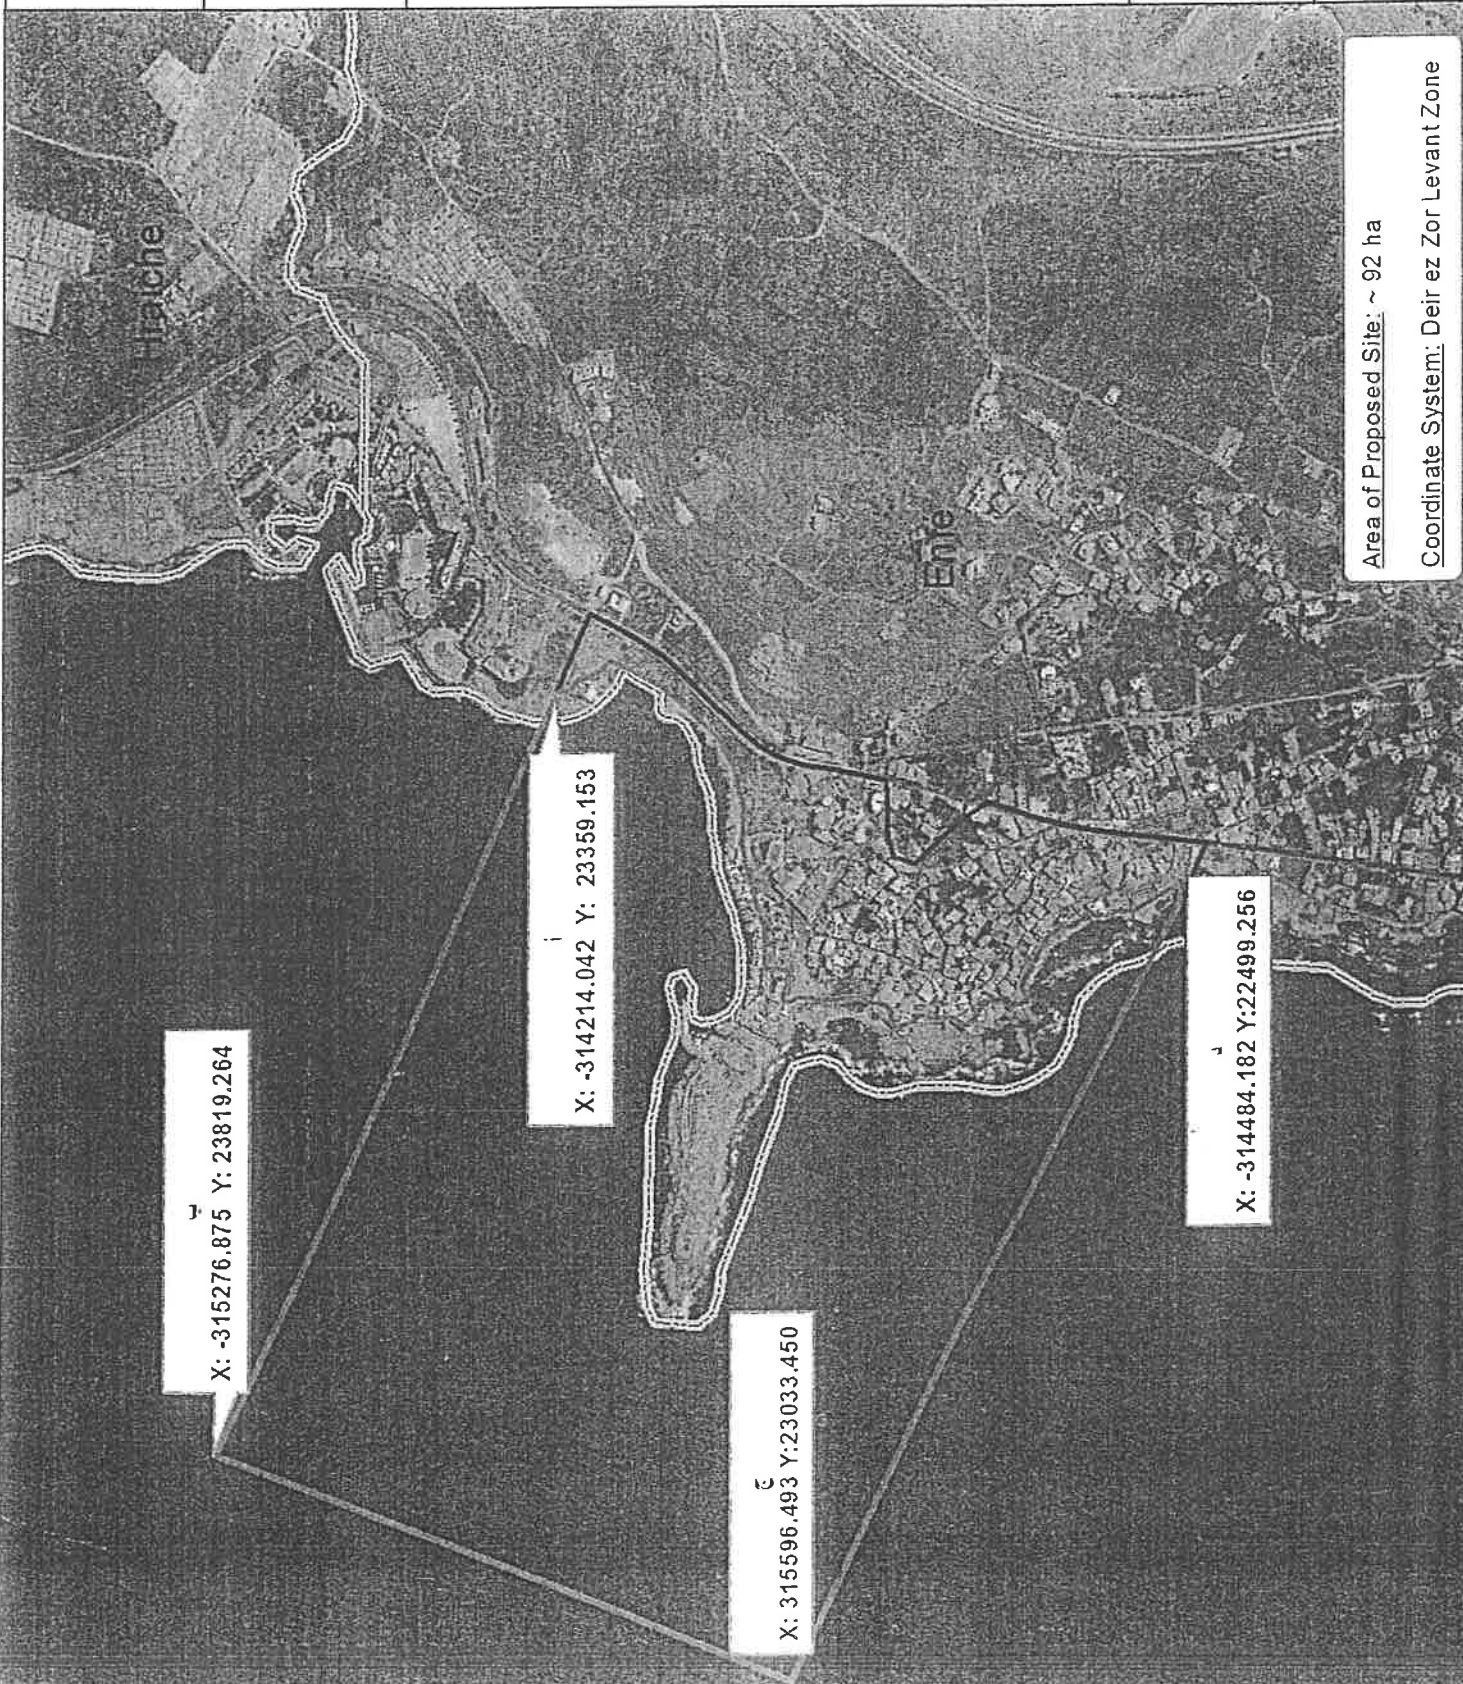 Hraiche
ب
X: -315276.875 Y: 23819.264
أ
X: -314214.042 Y: 23359.153
Enfe
ج
X: 315596.493 Y:23033.450
د
X: -314484.182 Y:22499.256
Area of Proposed Site: ~ 92 ha
Coordinate System: Deir ez Zor Levant Zone